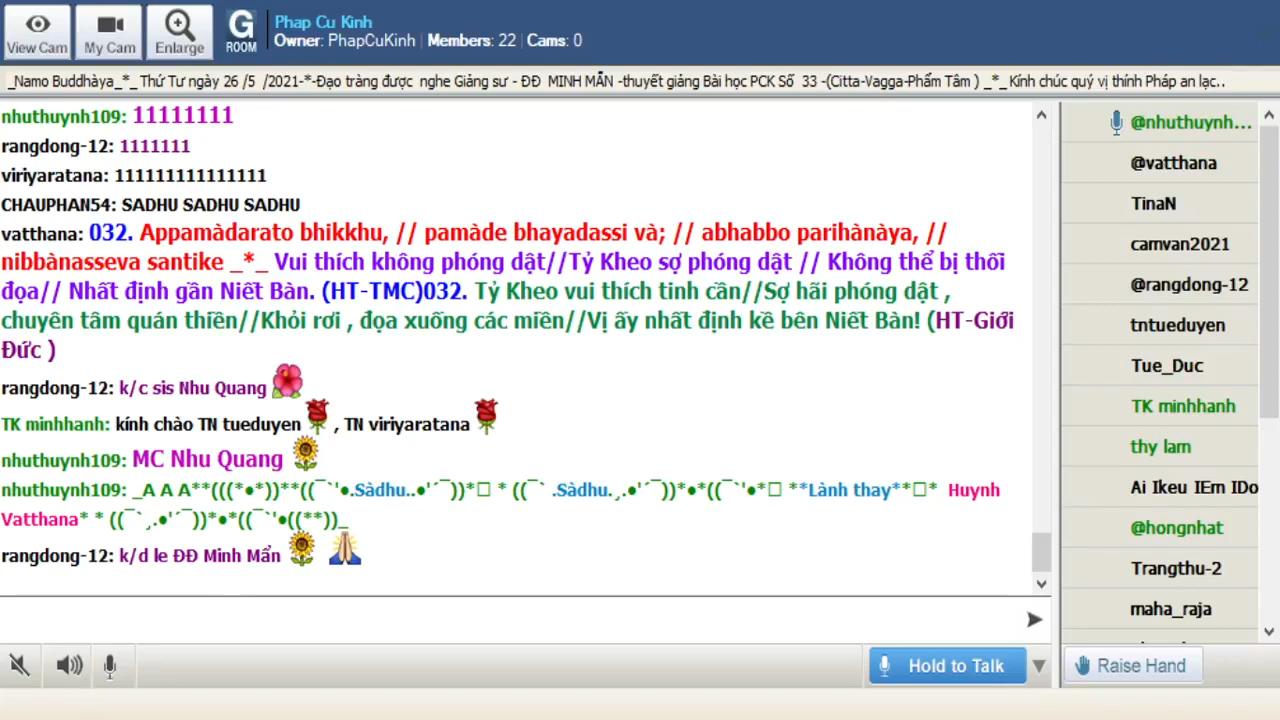 View Cam
My Cam
Enlarge
G
ROOM
Phap Cu Kinh
Owner: PhapCuKinh | Members: 22 | Cams: 0
_Namo Buddhàya_*_Thứ Tư ngày 26 /5 /2021-*-Đạo tràng được nghe Giảng sư - ĐĐ MINH MẪN -thuyết giảng Bài học PCK Số 33 -(Citta-Vagga-Phẩm Tâm ) _*_Kính chúc quý vị thính Pháp an lạc..
nhuthuynh109: 11111111
rangdong-12: 1111111
viriyaratana: 111111111111111
CHAUPHAN54: SADHU SADHU SADHU
vatthana: 032. Appamàdarato bhikkhu, // pamàde bhayadassi và; // abhabbo parihànàya, //
nibbànasseva santike _*_ Vui thích không phóng dật//Tỷ Kheo sợ phóng dật // Không thể bị thối
đọa// Nhất định gần Niết Bàn. (HT-TMC)032. Tỷ Kheo vui thích tinh cần//Sợ hãi phóng dật ,
chuyên tâm quán thiền//Khỏi rơi , đọa xuống các miền//Vị ấy nhất định kề bên Niết Bàn! (HT-Giới
Đức )
rangdong-12: k/c sis Nhu Quang
TK minhhanh: kính chào TN tueduyen , TN viriyaratana
nhuthuynh109: MC Nhu Quang
nhuthuynh109: _A A A**(((*•*))**((¯`'•.Sàdhu..•'´¯))*▯ * ((¯` .Sàdhu.¸.•'´¯))*•*((¯`'•*▯ **Lành thay**▯* Huynh
Vatthana* * ((¯`¸.•'´¯))*•*((¯`'•((**))_
rangdong-12: k/d le ĐĐ Minh Mẩn
@nhuthuynh...
@vatthana
TinaN
camvan2021
@rangdong-12
tntueduyen
Tue_Duc
TK minhhanh
thy lam
Ai Ikeu IEm IDo
@hongnhat
Trangthu-2
maha_raja
Hold to Talk
Raise Hand